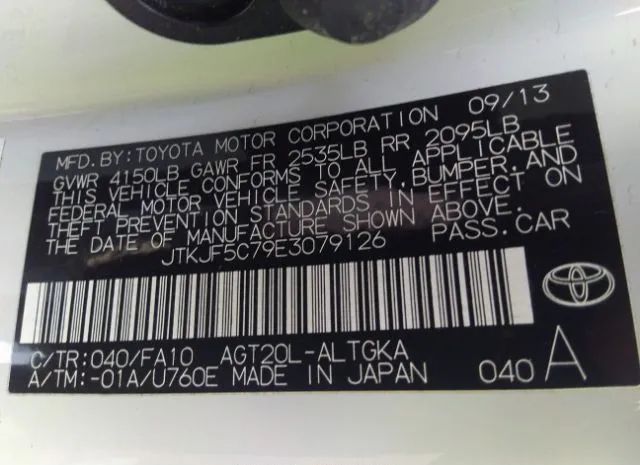 MFD. BY:TOYOTA MOTOR CORPORATION 09/13
GVWR 4150LB GAWR FR 2535LB RR 2095LB
THIS VEHICLE CONFORMS TO ALL APPLICABLE
FEDERAL MOTOR VEHICLE SAFETY, BUMPER, AND
THEFT PREVENTION STANDARDS IN EFFECT ON
THE DATE OF MANUFACTURE SHOWN ABOVE.
JTKJF5C79E3079126 PASS.CAR
C/TR:040/FA10 AGT20L-ALTGKA
A/TM:-01A/U760E MADE IN JAPAN 040 A